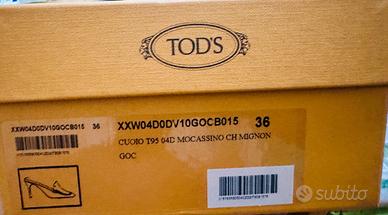 TOD'S
XXW04D0DV10GOCB015 36
XXW04D0DV10GOCB015 36
CUOIO T95 04D MOCASSINO CH MIGNON
GOC
subito